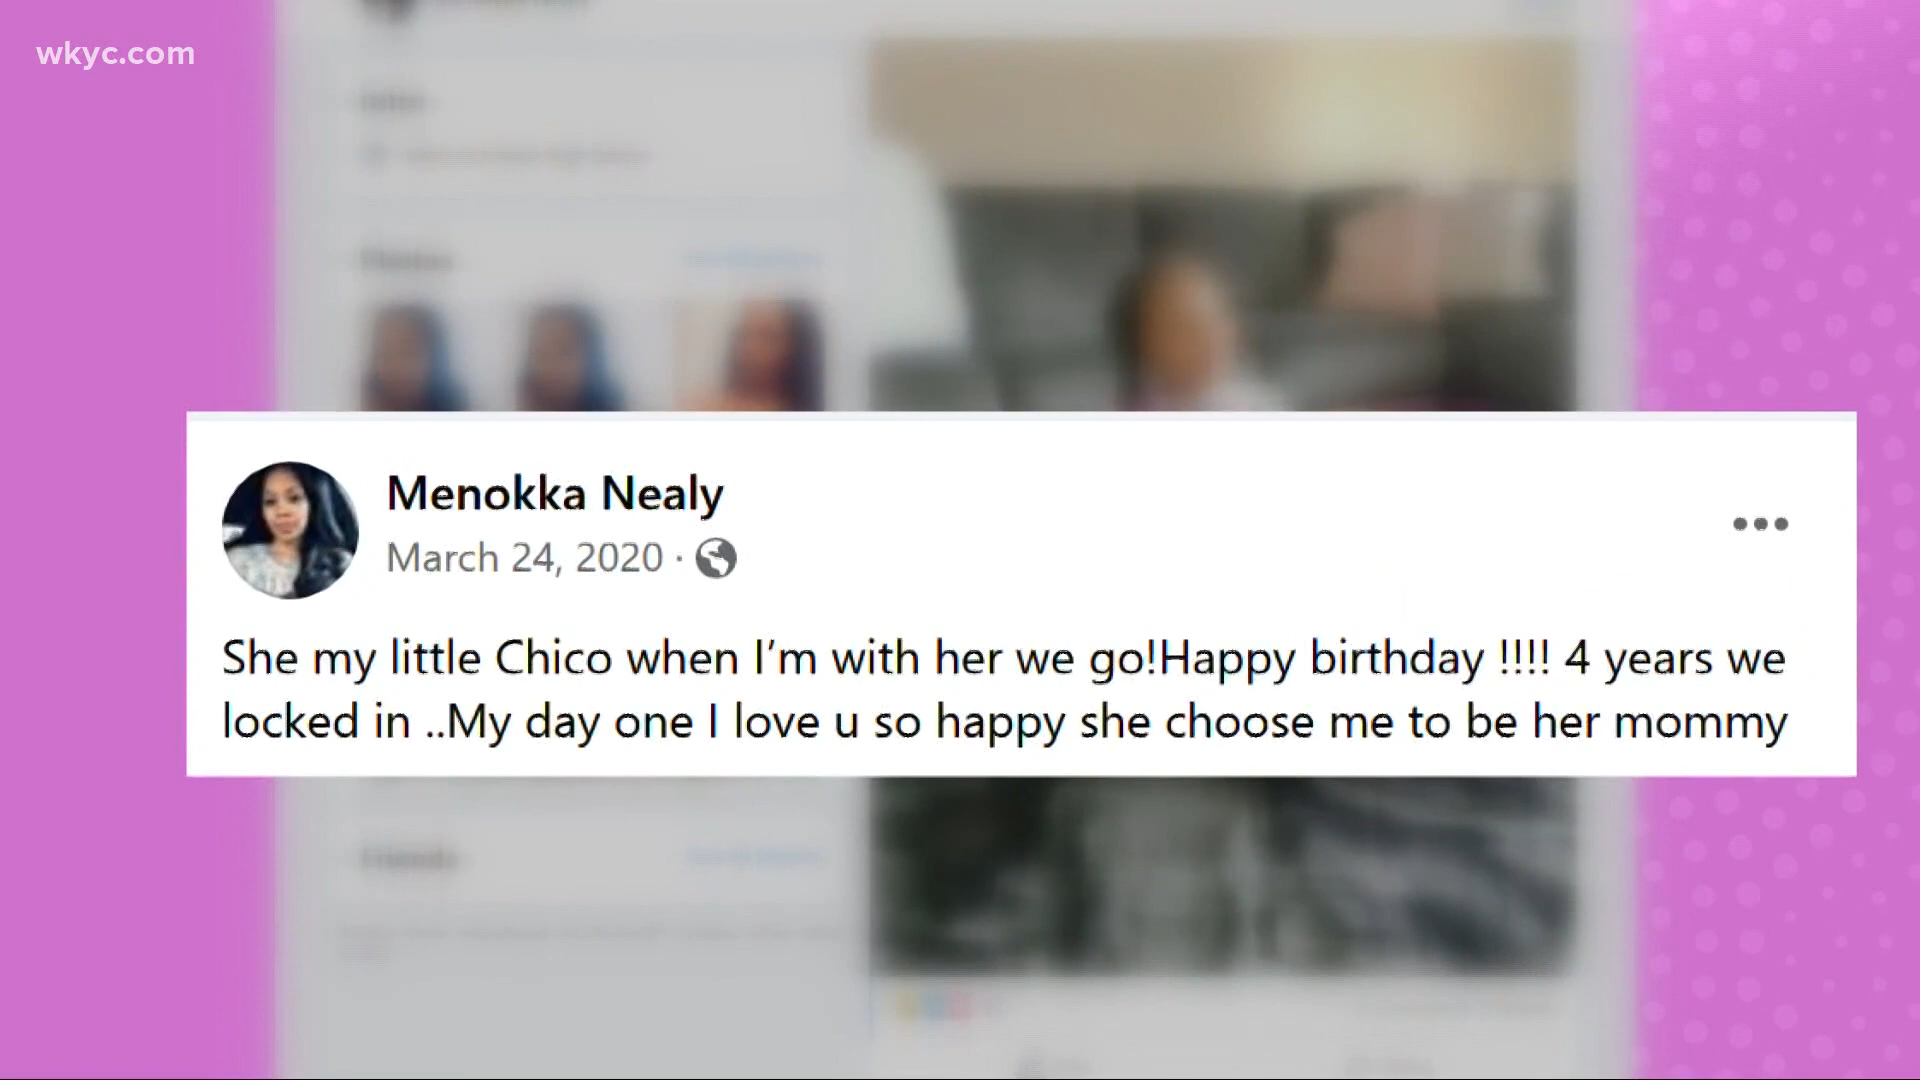 wkyc.com
Menokka Nealy
March 24, 2020 ·
She my little Chico when I'm with her we go!Happy birthday !!!! 4 years we
locked in ..My day one I love u so happy she choose me to be her mommy